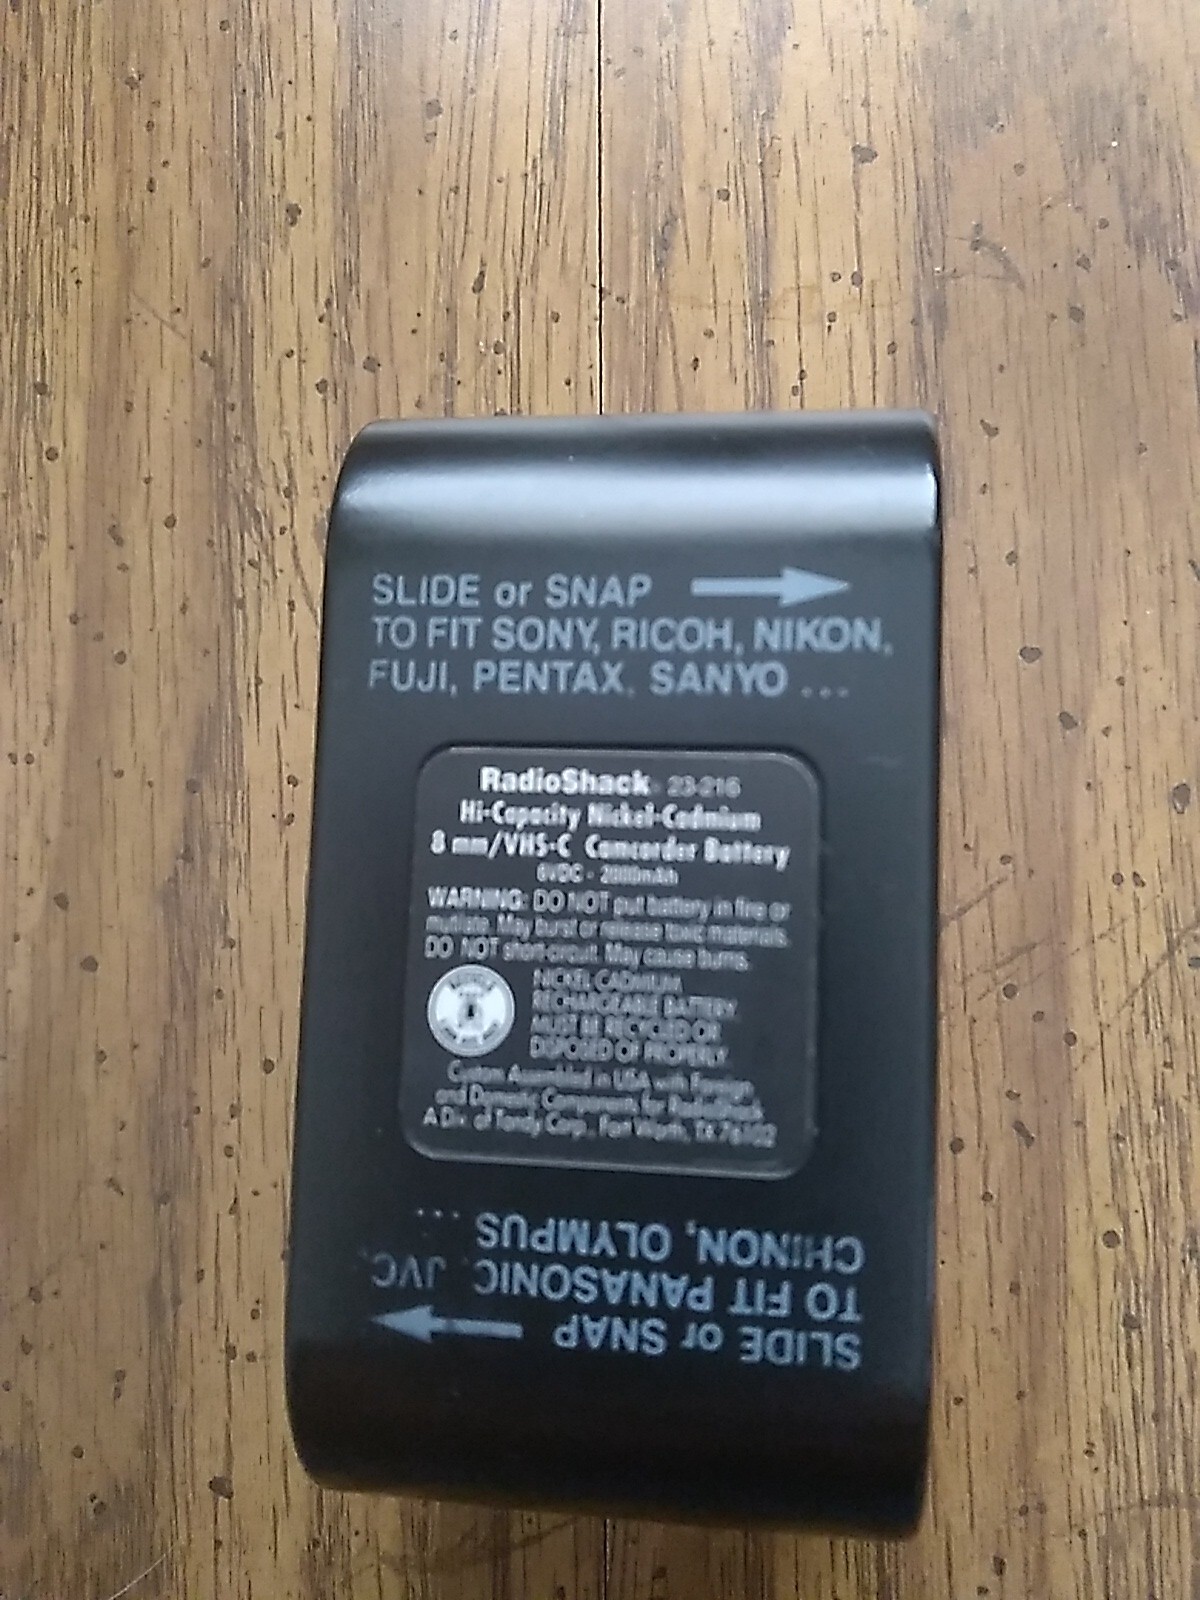 SLIDE or SNAP
TO FIT SONY, RICOH, NIKON,
FUJI, PENTAX, SANYO ...
RadioShack 23-216
Hi-Capacity Nickel-Cadmium
8 mm/VHS-C Camcorder Battery
6VDC - 2000mAh
WARNING: DO NOT put battery in fire or
mutilate. May burst or release toxic materials.
DO NOT short-circuit. May cause burns.
NICKEL CADMIUM
RECHARGEABLE BATTERY.
MUST BE RECYCLED OR
DISPOSED OF PROPERLY.
Custom Assembled in USA with Foreign
and Domestic Components for RadioShack
A Div. of Tandy Corp., Fort Worth, TX 76102
SLIDE or SNAP
TO FIT PANASONIC, JVC,
CHINON, OLYMPUS ...